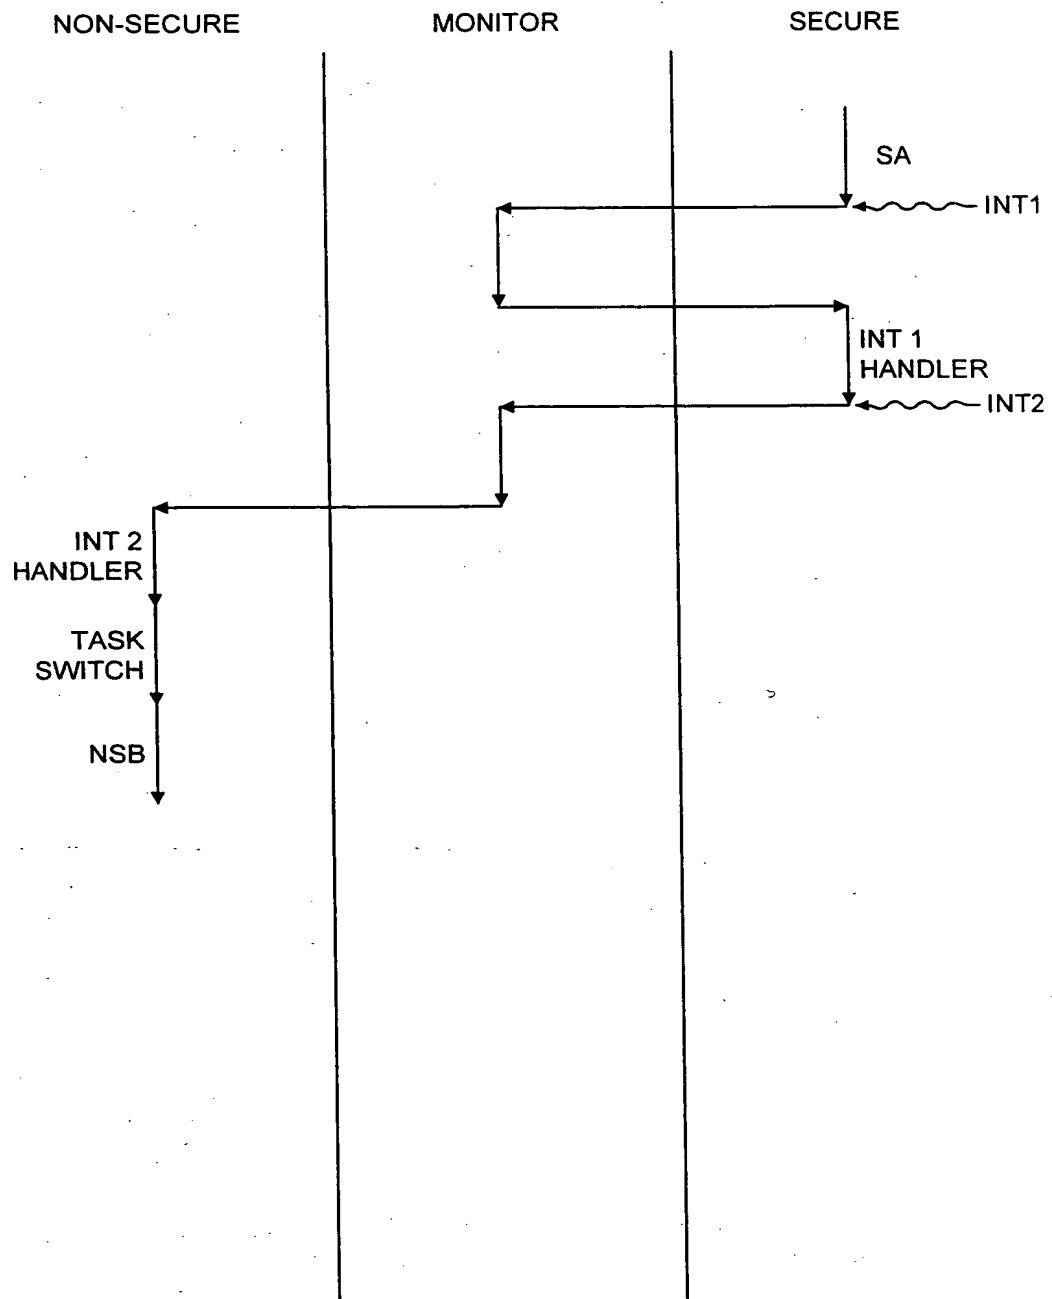 NON-SECURE
MONITOR
SECURE
SA
INT1
INT 1
HANDLER
INT2
INT 2
HANDLER
TASK
SWITCH
NSB